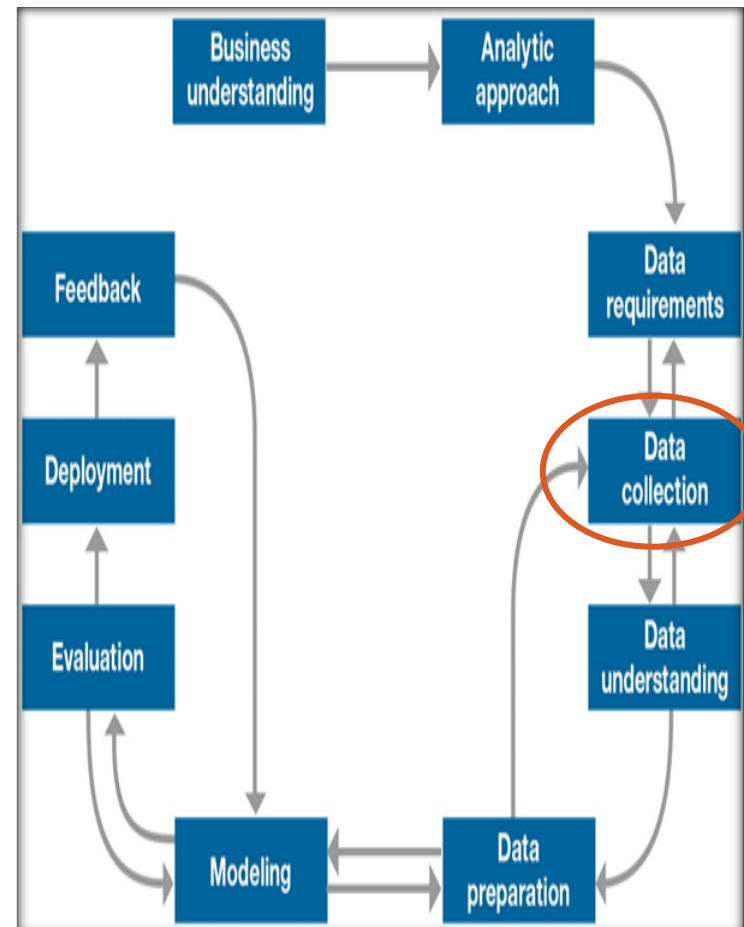 Business
understanding
Analytic
approach
Feedback
Data
requirements
Deployment
Data
collection
Evaluation
Data
understanding
Modeling
Data
preparation